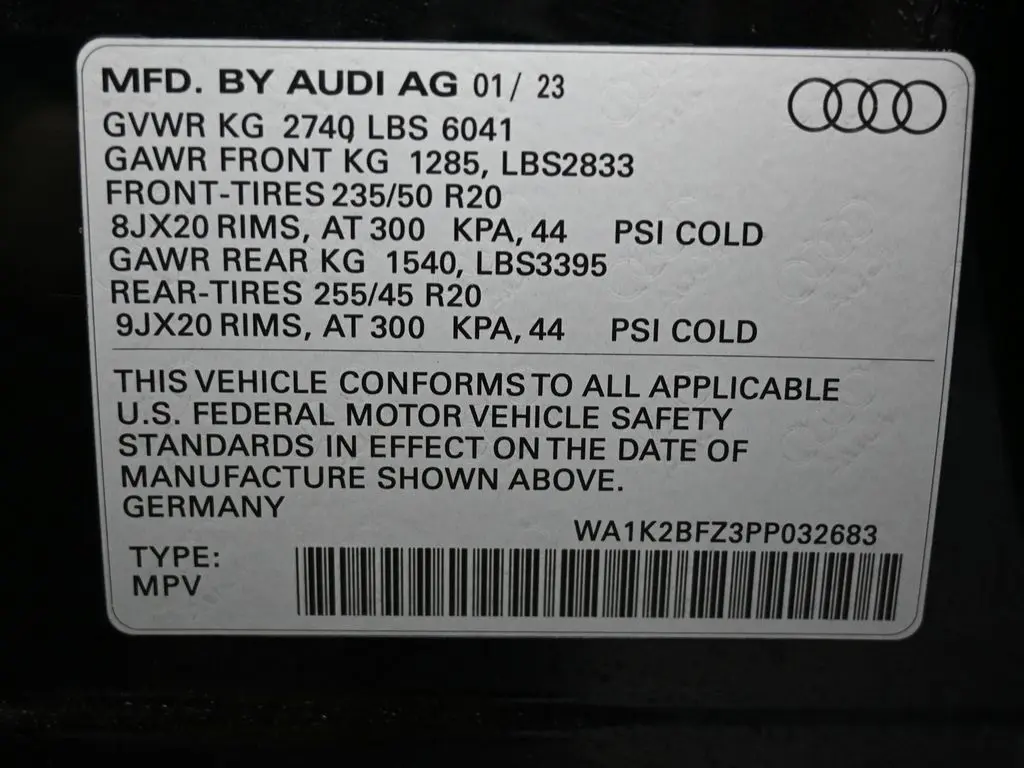 MFD. BY AUDI AG 01/ 23
GVWR KG 2740 LBS 6041
GAWR FRONT KG 1285, LBS2833
FRONT-TIRES 235/50 R20
8JX20 RIMS, AT 300 KPA, 44 PSI COLD
GAWR REAR KG 1540, LBS3395
REAR-TIRES 255/45 R20
9JX20 RIMS, AT 300 KPA, 44 PSI COLD
THIS VEHICLE CONFORMS TO ALL APPLICABLE
U.S. FEDERAL MOTOR VEHICLE SAFETY
STANDARDS IN EFFECT ON THE DATE OF
MANUFACTURE SHOWN ABOVE.
GERMANY
WA1K2BFZ3PP032683
TYPE:
MPV